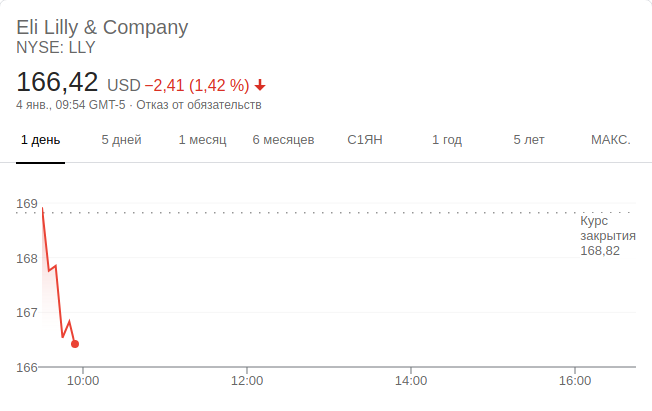 Eli Lilly & Company
NYSE: LLY
166,42 USD −2,41 (1,42 %)
4 янв., 09:54 GMT-5 · Отказ от обязательств
1 день 5 дней 1 месяц 6 месяцев С1ЯН 1 год 5 лет МАКС.
169
Курс
закрытия
168,82
168
167
166
10:00 12:00 14:00 16:00